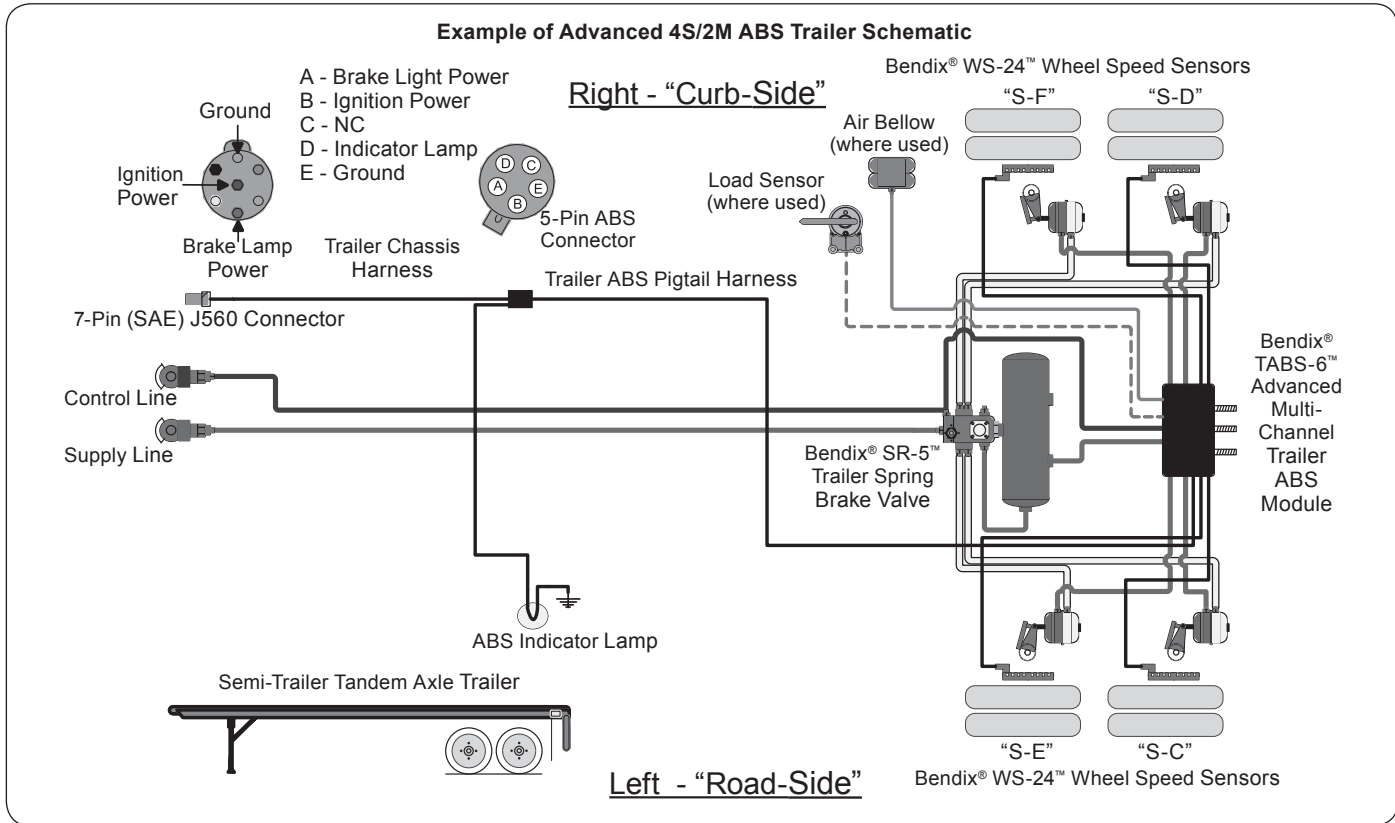 Example of Advanced 4S/2M ABS Trailer Schematic
A - Brake Light Power
B - Ignition Power
C - NC
D - Indicator Lamp
E - Ground
Ground
Ignition
Power
Brake Lamp
Power
D
C
A
E
B
5-Pin ABS
Connector
Right - “Curb-Side”
Bendix® WS-24™ Wheel Speed Sensors
“S-F”
“S-D”
Air Bellow
(where used)
Load Sensor
(where used)
Trailer Chassis
Harness
Trailer ABS Pigtail Harness
7-Pin (SAE) J560 Connector
Control Line
Supply Line
Bendix® SR-5™
Trailer Spring
Brake Valve
Bendix®
TABS-6™
Advanced
Multi-
Channel
Trailer
ABS
Module
ABS Indicator Lamp
Semi-Trailer Tandem Axle Trailer
“S-E”
“S-C”
Left - “Road-Side”
Bendix® WS-24™ Wheel Speed Sensors